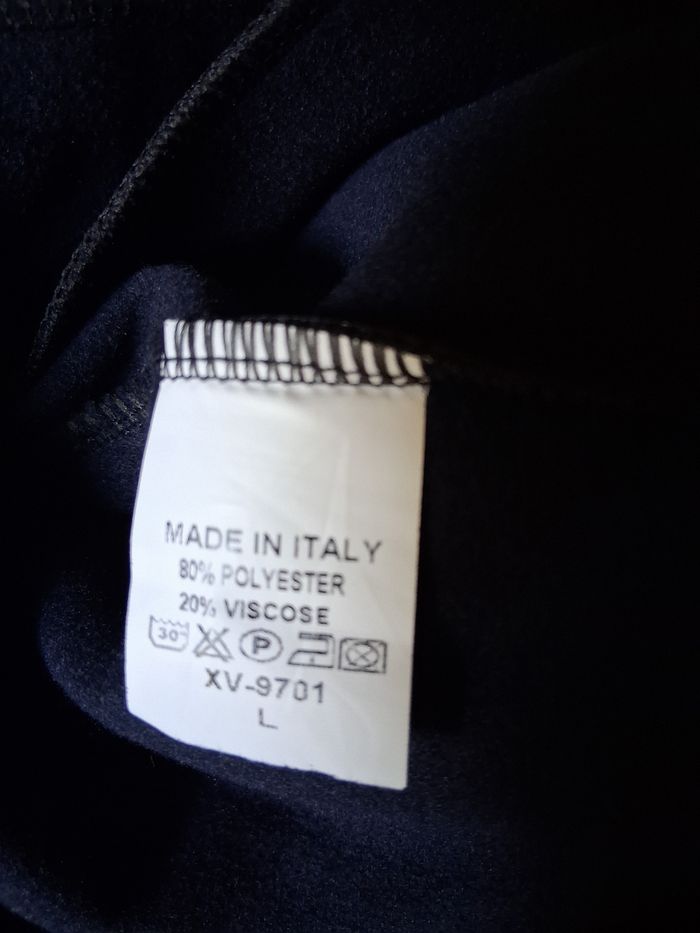 MADE IN ITALY
80% POLYESTER
20% VISCOSE
30° P
XV-9701
L